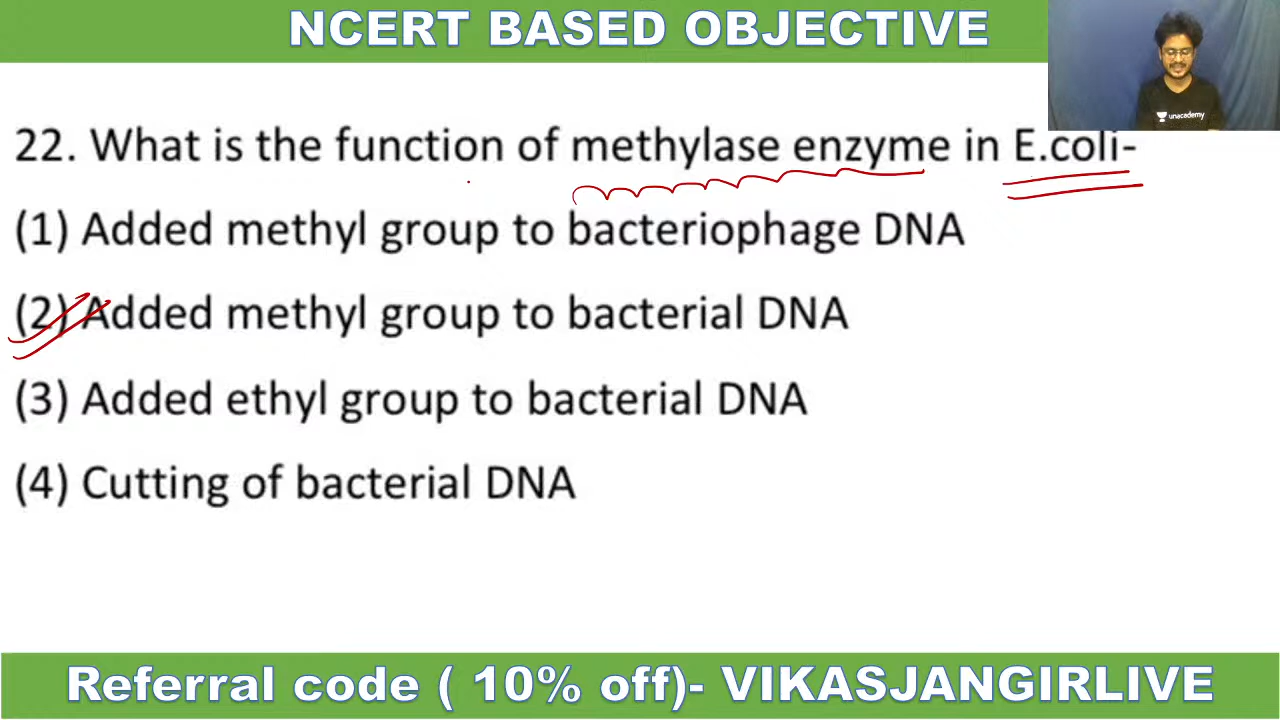 NCERT BASED OBJECTIVE
unacademy
22. What is the function of methylase enzyme in E.coli-
(1) Added methyl group to bacteriophage DNA
(2) Added methyl group to bacterial DNA
(3) Added ethyl group to bacterial DNA
(4) Cutting of bacterial DNA
Referral code ( 10% off)- VIKASJANGIRLIVE